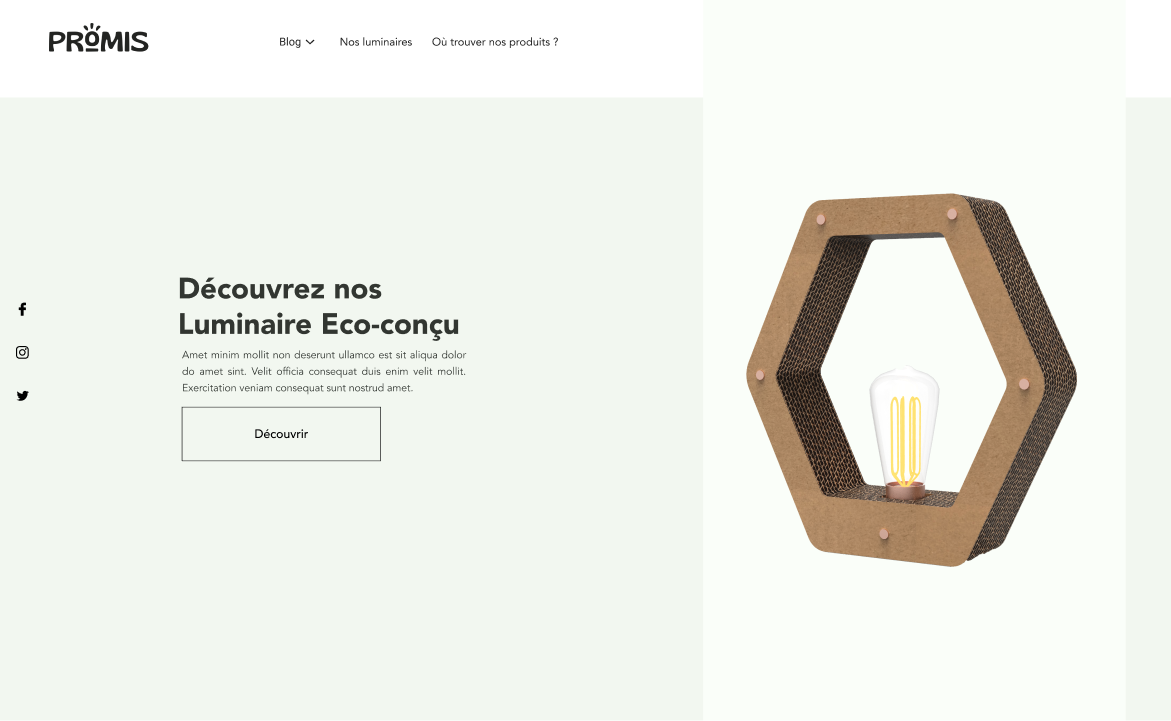 PROMIS
Blog
Nos luminaires
Où trouver nos produits ?
Découvrez nos
Luminaire Eco-conçu
Amet minim mollit non deserunt ullamco est sit aliqua dolor
do amet sint. Velit officia consequat duis enim velit mollit.
Exercitation veniam consequat sunt nostrud amet.
Découvrir